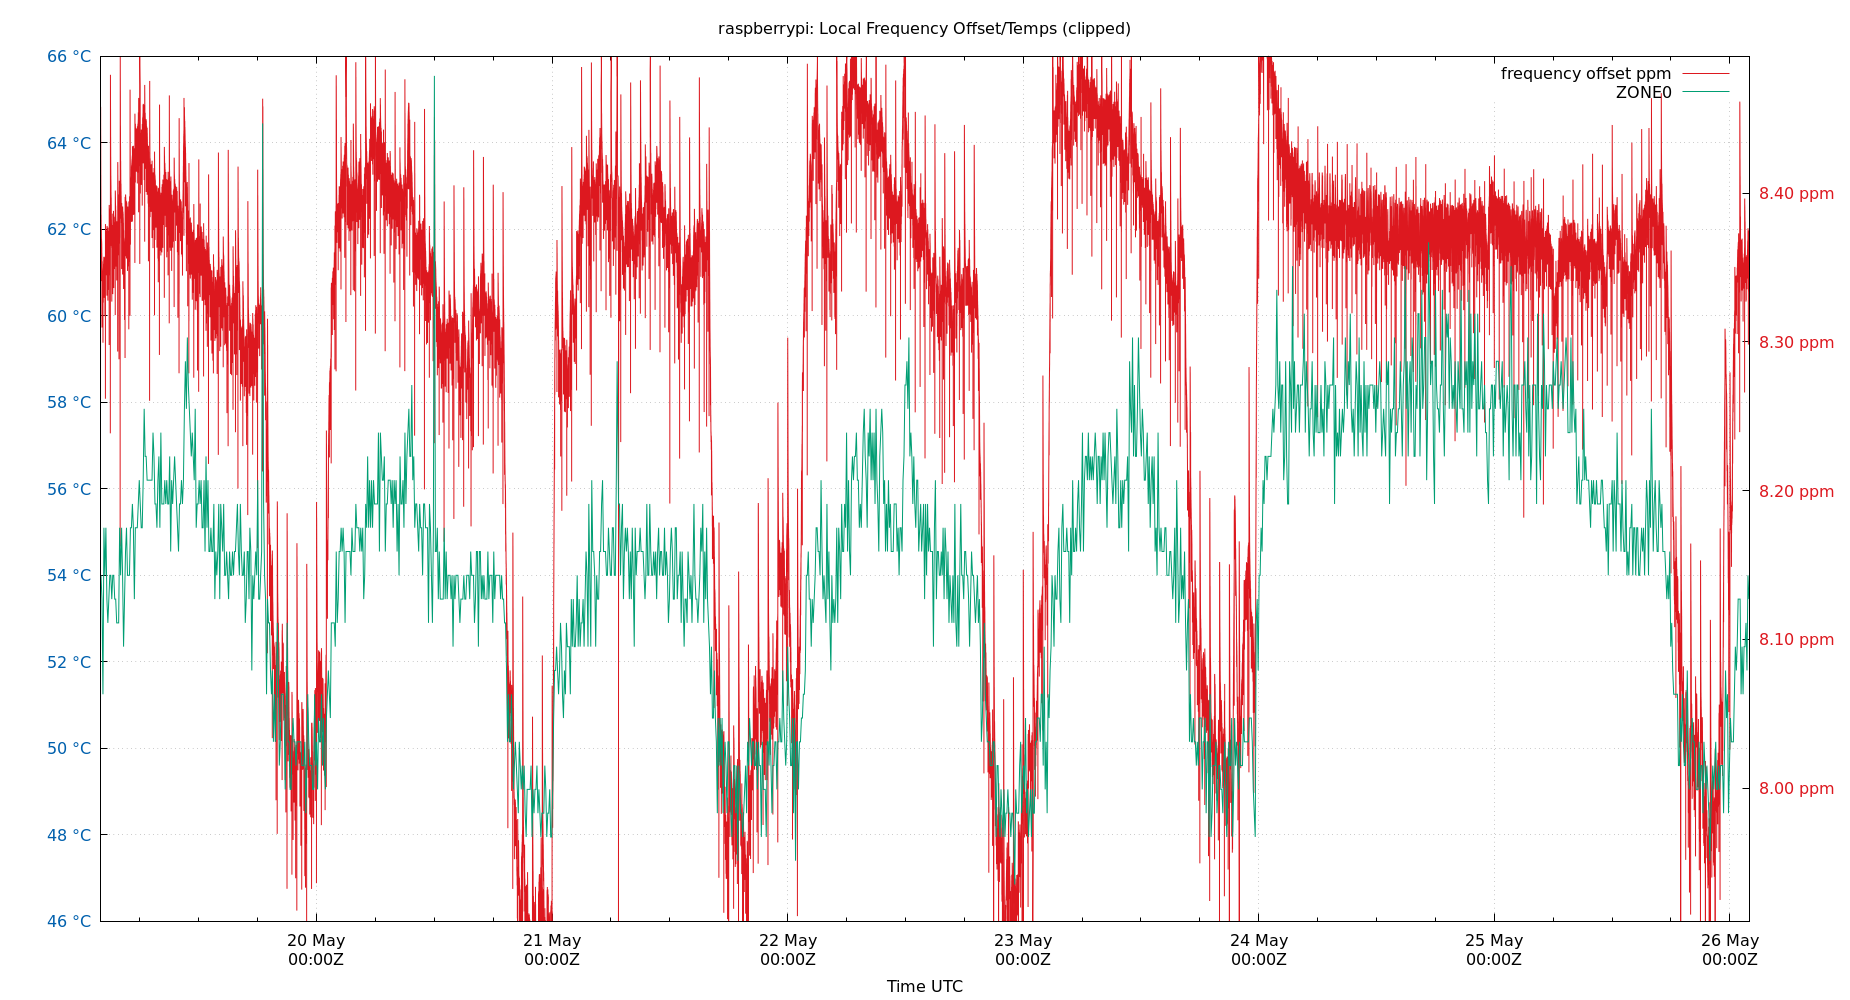 raspberrypi: Local Frequency Offset/Temps (clipped)
frequency offset ppm
ZONE0
66 °C
64 °C
62 °C
60 °C
58 °C
56 °C
54 °C
52 °C
50 °C
48 °C
46 °C
8.40 ppm
8.30 ppm
8.20 ppm
8.10 ppm
8.00 ppm
20 May
00:00Z
21 May
00:00Z
22 May
00:00Z
23 May
00:00Z
24 May
00:00Z
25 May
00:00Z
26 May
00:00Z
Time UTC